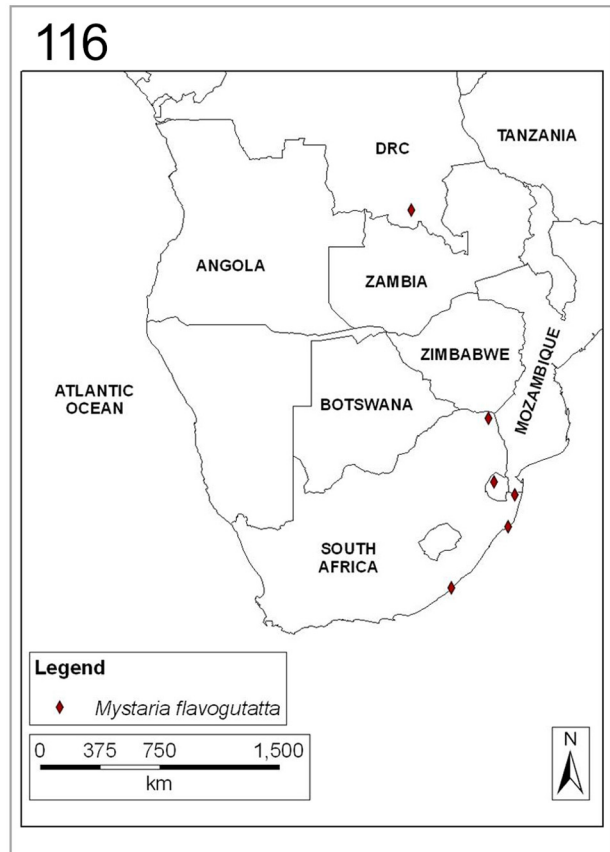 116
TANZANIA
DRC
ANGOLA
ZAMBIA
ZIMBABWE
MOZAMBIQUE
ATLANTIC
OCEAN
BOTSWANA
SOUTH
AFRICA
Legend
Mystaria flavogutatta
0 375 750 1,500
km
N